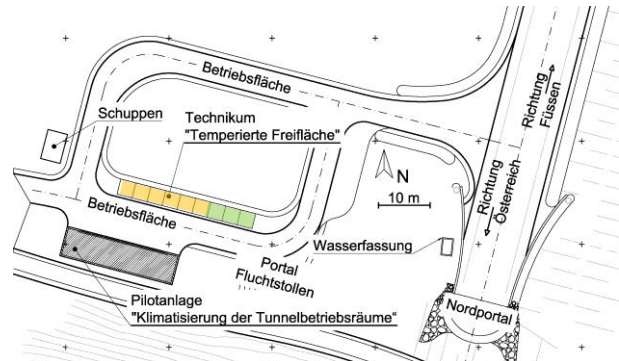 Betriebsfläche
Schuppen
Technikum
"Temperierte Freifläche"
Richtung
Füssen
N
10 m
Richtung
Österreich
Betriebsfläche
Wasserfassung
Portal
Fluchtstollen
Pilotanlage
"Klimatisierung der Tunnelbetriebsräume“
Nordportal